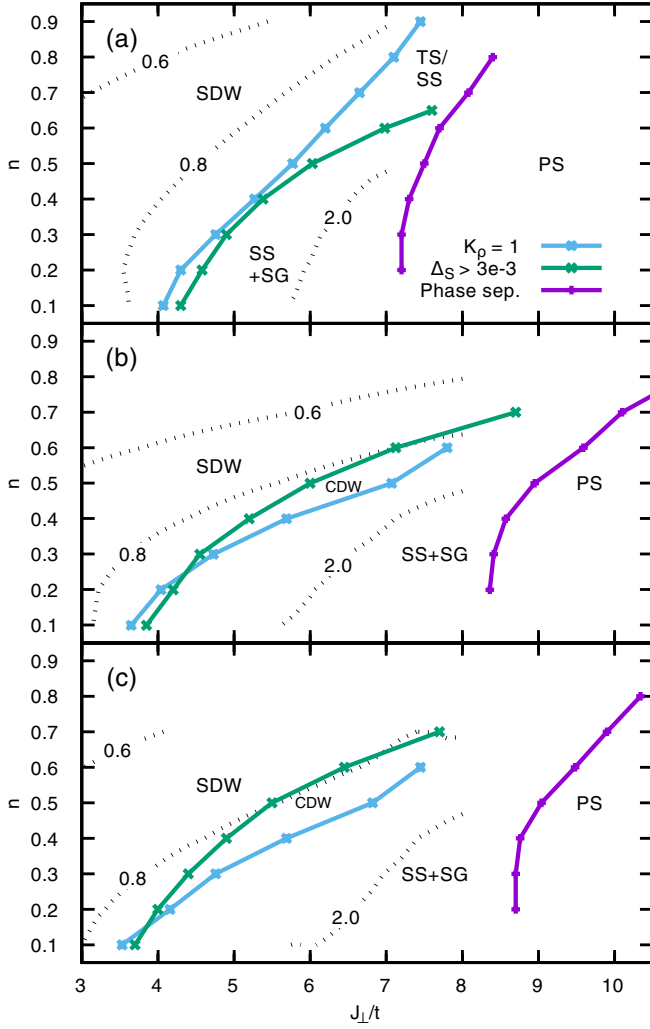 0.9
(a)
TS/
SS
0.8
0.6
SDW
0.7
0.6
n
0.5
0.8
PS
0.4
2.0
0.3
SS
+SG
Kρ = 1
0.2
ΔS > 3e-3
0.1
Phase sep.
0.9
(b)
0.8
0.7
0.6
0.6
SDW
n
0.5
CDW
PS
0.4
0.3
0.8
2.0
SS+SG
0.2
0.1
0.9
(c)
0.8
0.7
0.6
0.6
SDW
n
0.5
CDW
PS
0.4
0.3
0.8
SS+SG
0.2
2.0
0.1
3 4 5 6 7 8 9 10
J⊥/t